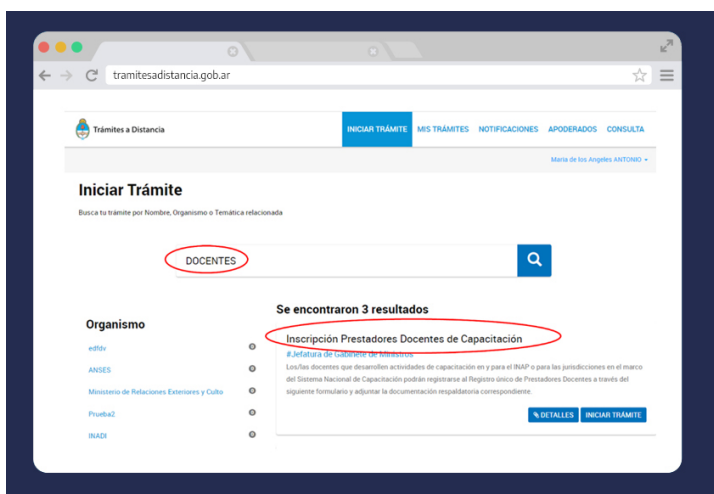 tramitesadistancia.gob.ar
Trámites a Distancia
INICIAR TRÁMITE MIS TRÁMITES NOTIFICACIONES APODERADOS CONSULTA
Maria de los Angeles ANTONIO
Iniciar Trámite
Busca tu trámite por Nombre, Organismo o Temática relacionada
DOCENTES
Organismo
edfdv
ANSES
Ministerio de Relaciones Exteriores y Culto
Prueba2
INADI
Se encontraron 3 resultados
Inscripción Prestadores Docentes de Capacitación
#Jefatura de Gabinete de Ministros
Los/las docentes que desarrollen actividades de capacitación en y para el INAP o para las jurisdicciones en el marco
del Sistema Nacional de Capacitación podrán registrarse al Registro único de Prestadores Docentes a través del
siguiente formulario y adjuntar la documentación respaldatoria correspondiente.
DETALLES INICIAR TRÁMITE